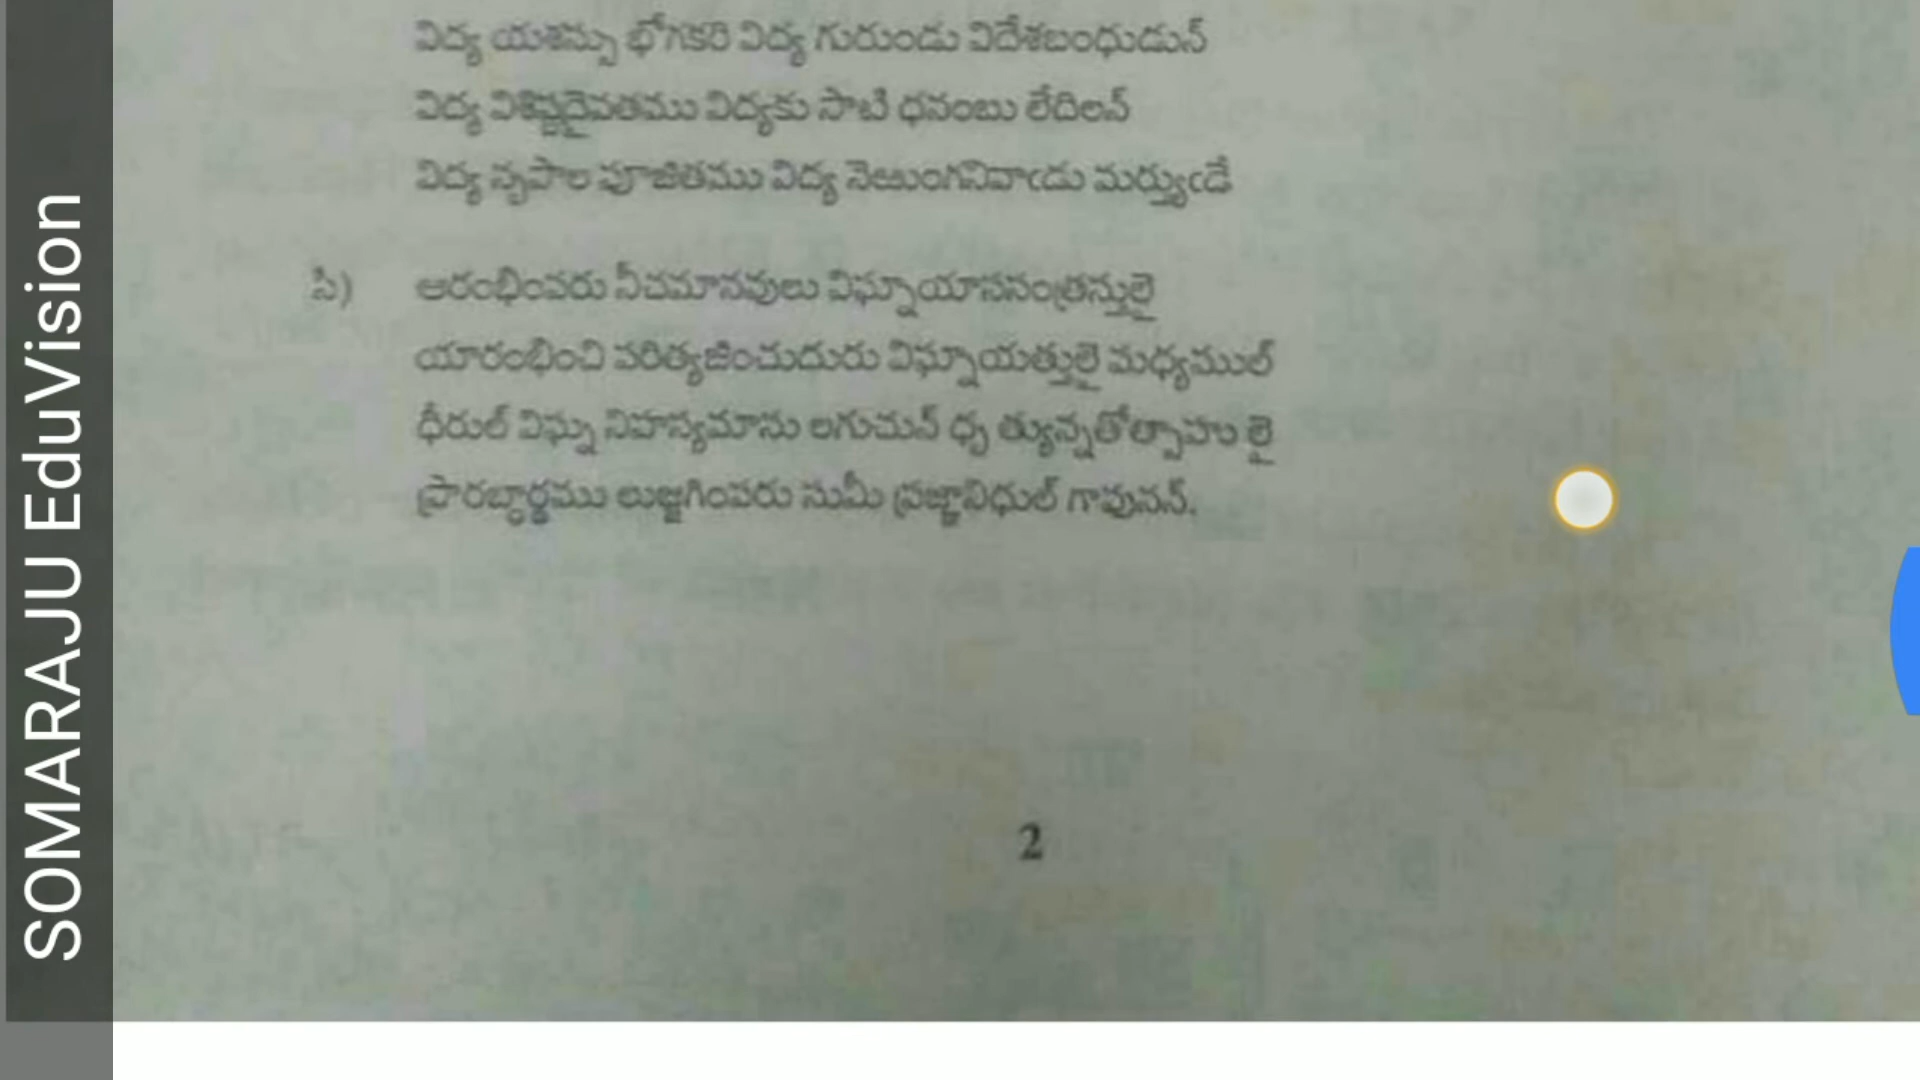 విద్య యశస్సు భోగకరి విద్య గురుండు విదేశబంధుడున్
విద్య విశిష్టదైవతము విద్యకు సాటి ధనంబు లేదిలన్
విద్య నృపాల పూజితము విద్య నెఱుంగనివాఁడు మర్త్యుఁడే
సి) ఆరంభింపరు నీచమానవులు విఘ్నాయాససంత్రస్తులై
యారంభించి పరిత్యజించుదురు విఘ్నాయత్తులై మధ్యముల్
ధీరుల్ విఘ్న నిహన్యమాను లగుచున్ ధృ త్యున్నతోత్సాహు లై
ప్రారబ్ధార్థము లుజ్జగింపరు సుమీ ప్రజ్ఞానిధుల్ గావునన్.
2
SOMARAJU EduVision